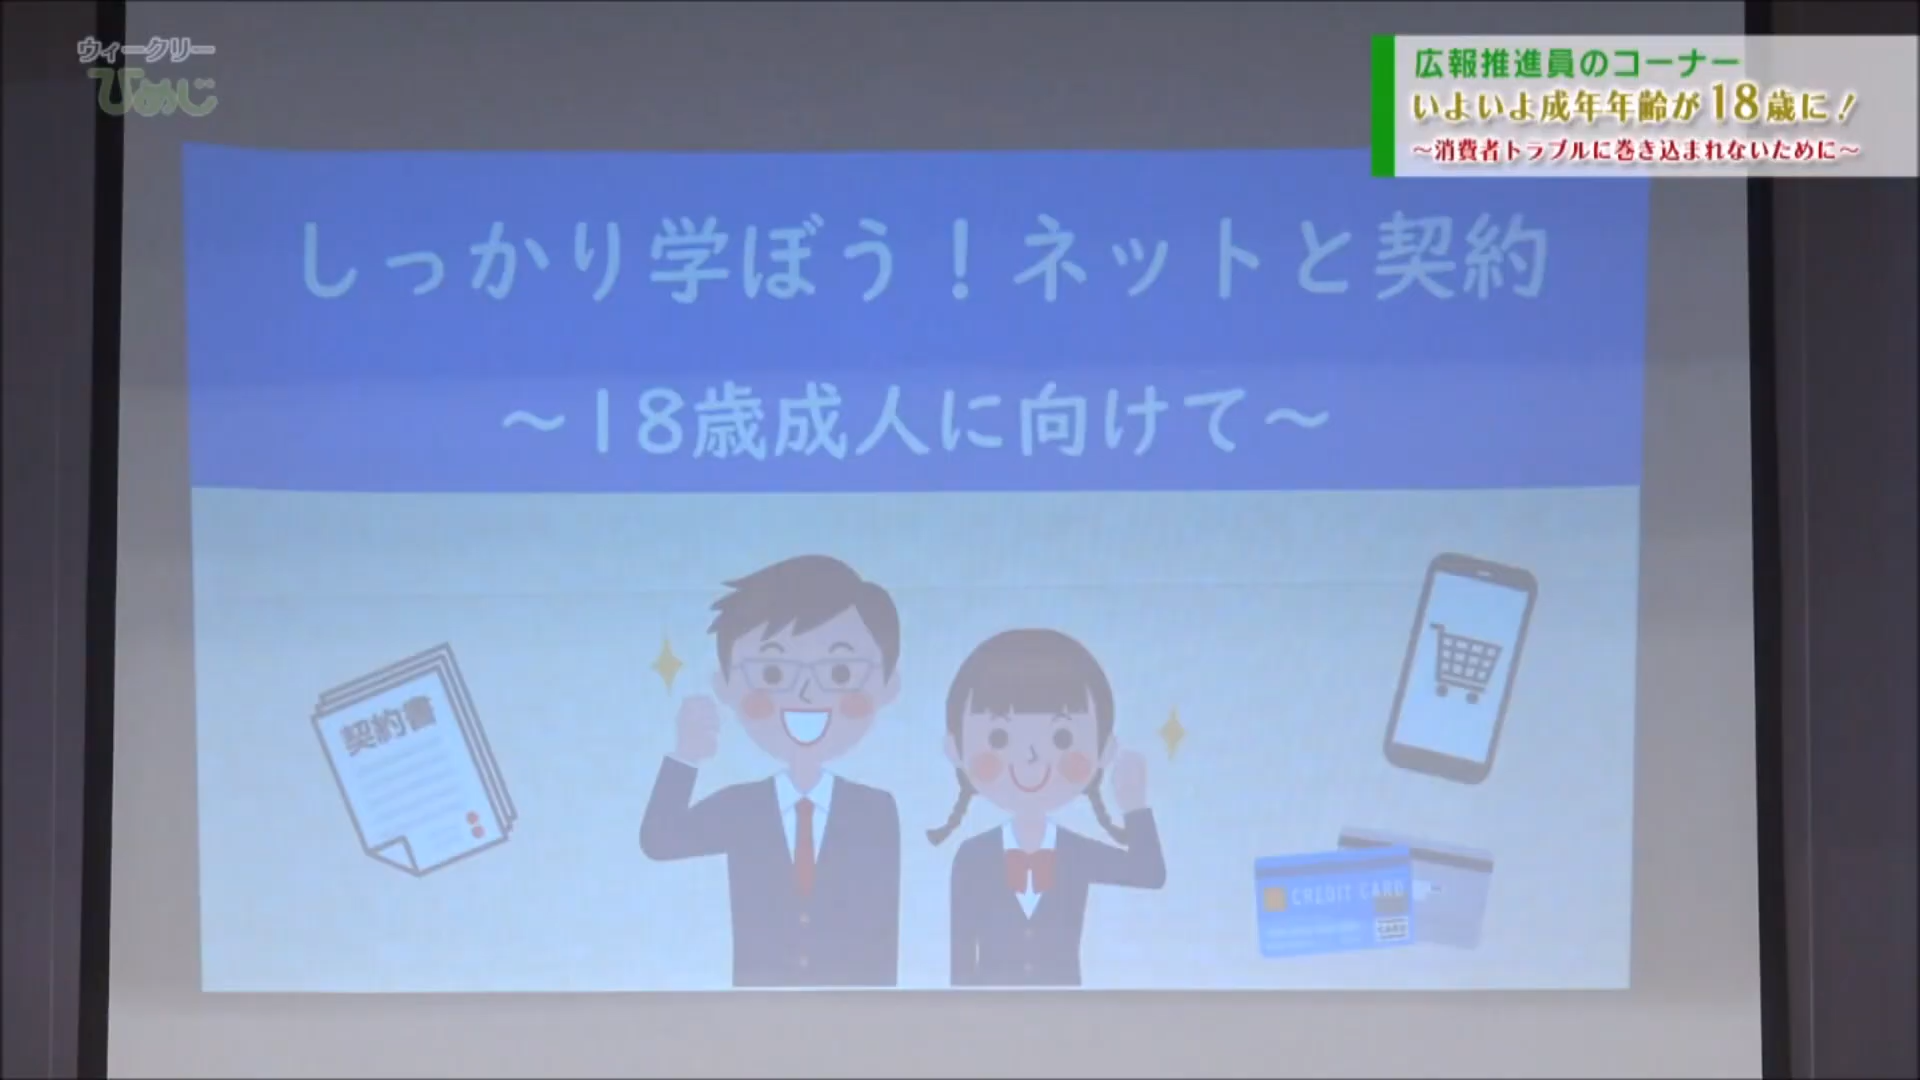 ウィークリー
ひめじ
広報推進員のコーナー
いよいよ成年年齢が18歳に！
～消費者トラブルに巻き込まれないために～
しっかり学ぼう！ネットと契約
～18歳成人に向けて～
契約書
CREDIT CARD
CARD